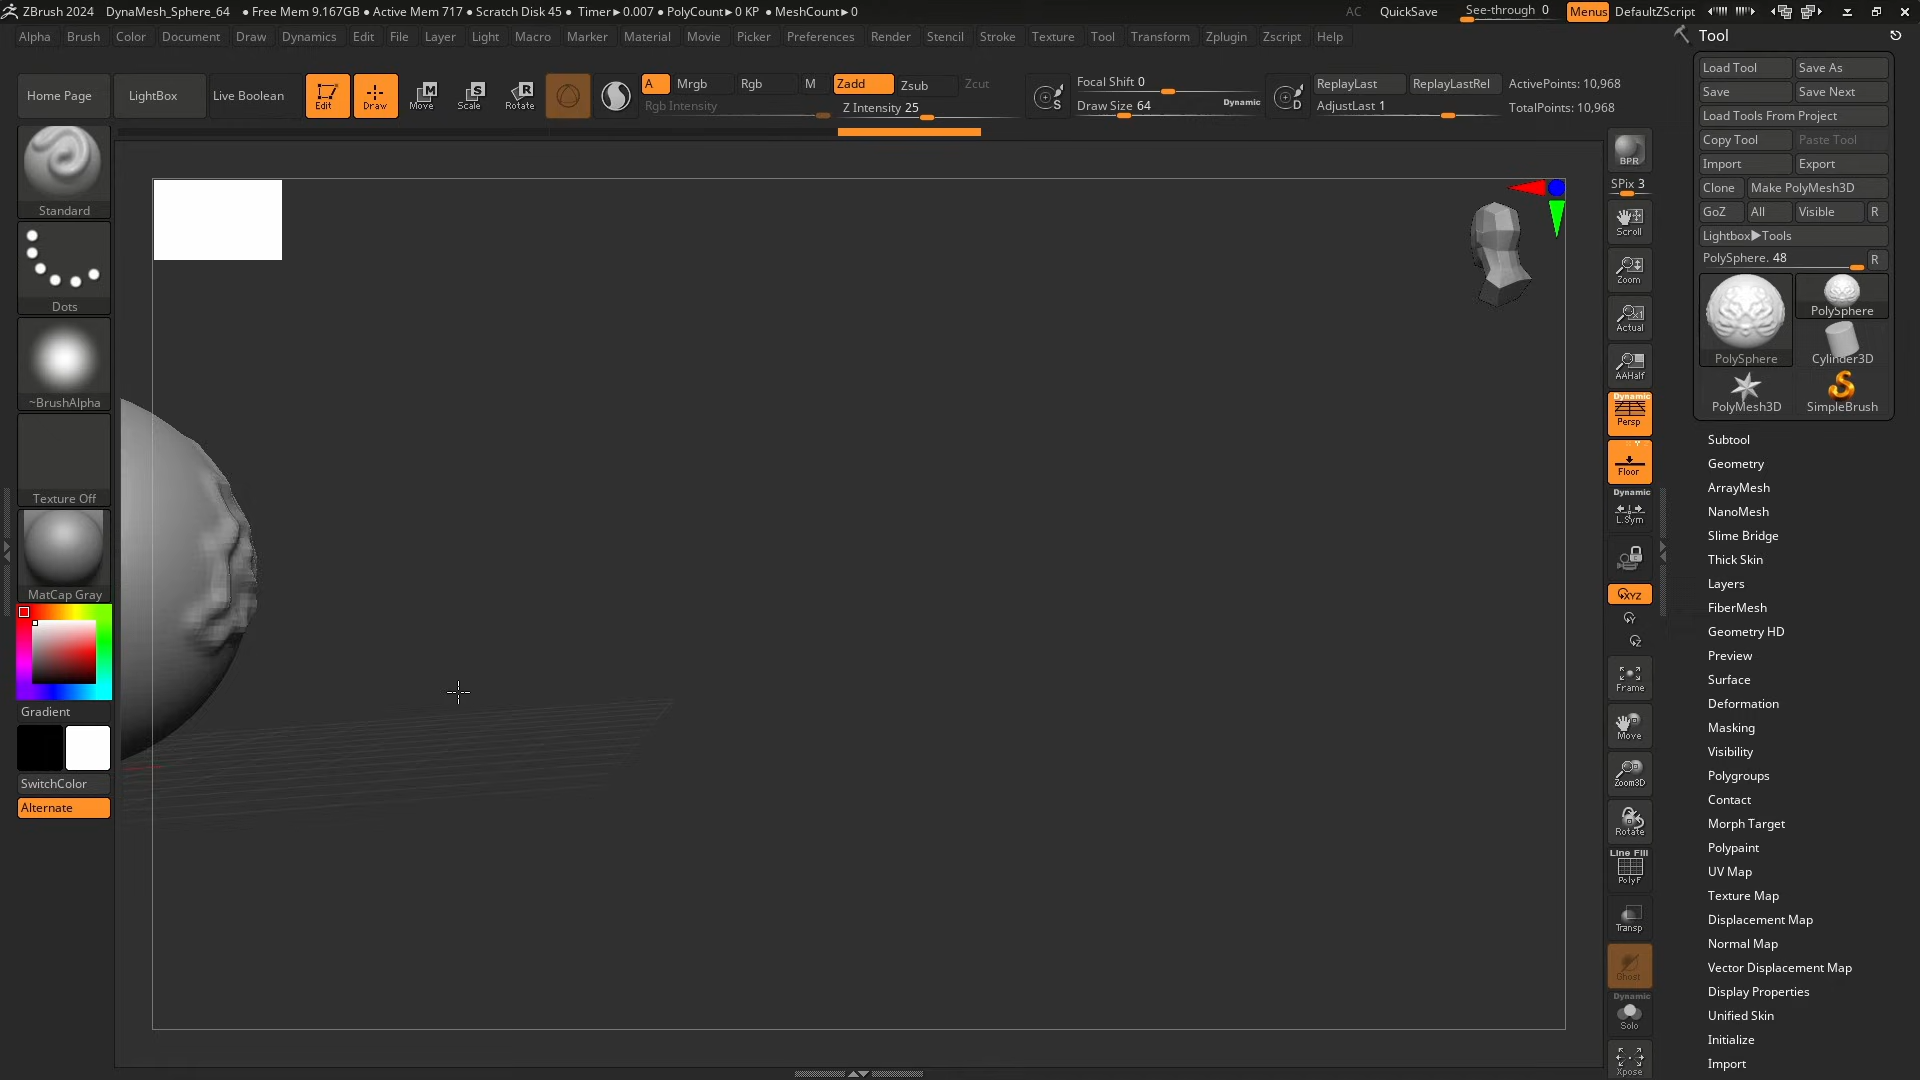 ZBrush 2024 DynaMesh_Sphere_64 ● Free Mem 9.167GB ● Active Mem 717 ● Scratch Disk 45 ● Timer►0.007 ● PolyCount►0 KP ● MeshCount►0 AC QuickSave See-through 0 Menus DefaultZScript
Alpha Brush Color Document Draw Dynamics Edit File Layer Light Macro Marker Material Movie Picker Preferences Render Stencil Stroke Texture Tool Transform Zplugin Zscript Help
Tool
Home Page LightBox Live Boolean Edit Draw Move Scale Rotate
A Mrgb Rgb M Zadd Zsub Zcut
Rgb Intensity Z Intensity 25
S
Focal Shift 0
Draw Size 64 Dynamic
D
ReplayLast ReplayLastRel ActivePoints: 10,968
AdjustLast 1 TotalPoints: 10,968
Standard
Dots
~BrushAlpha
Texture Off
MatCap Gray
Gradient
SwitchColor
Alternate
BPR
SPix 3
Scroll
Zoom
Actual
AAHalf
Dynamic
Persp
Floor
Dynamic
L.Sym
XYZ
Y
Z
Frame
Move
Zoom3D
Rotate
Line Fill
PolyF
Transp
Ghost
Dynamic
Solo
Xpose
Load Tool Save As
Save Save Next
Load Tools From Project
Copy Tool Paste Tool
Import Export
Clone Make PolyMesh3D
GoZ All Visible R
Lightbox►Tools
PolySphere. 48 R
PolySphere PolySphere
Cylinder3D
PolyMesh3D SimpleBrush
Subtool
Geometry
ArrayMesh
NanoMesh
Slime Bridge
Thick Skin
Layers
FiberMesh
Geometry HD
Preview
Surface
Deformation
Masking
Visibility
Polygroups
Contact
Morph Target
Polypaint
UV Map
Texture Map
Displacement Map
Normal Map
Vector Displacement Map
Display Properties
Unified Skin
Initialize
Import